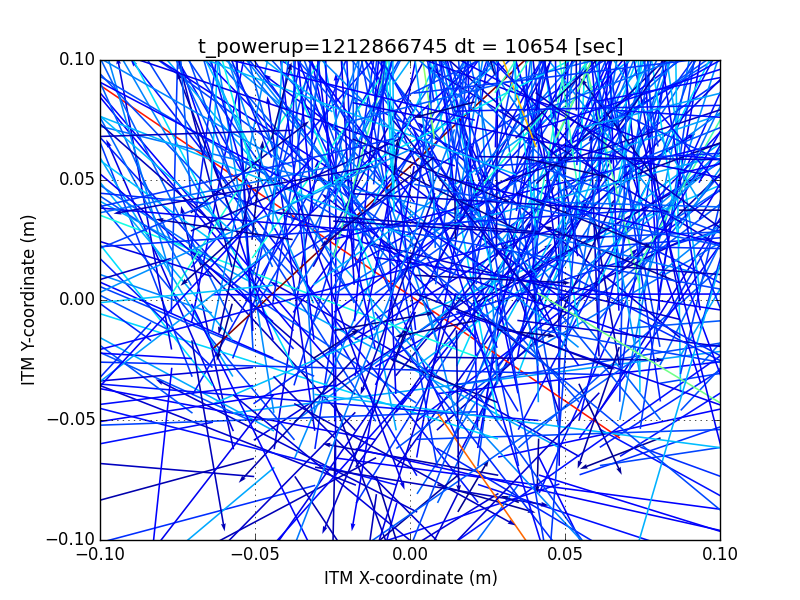 t_powerup=1212866745 dt = 10654 [sec]
0.10
0.05
0.00
−0.05
−0.10
ITM Y-coordinate (m)
−0.10 −0.05 0.00 0.05 0.10
ITM X-coordinate (m)